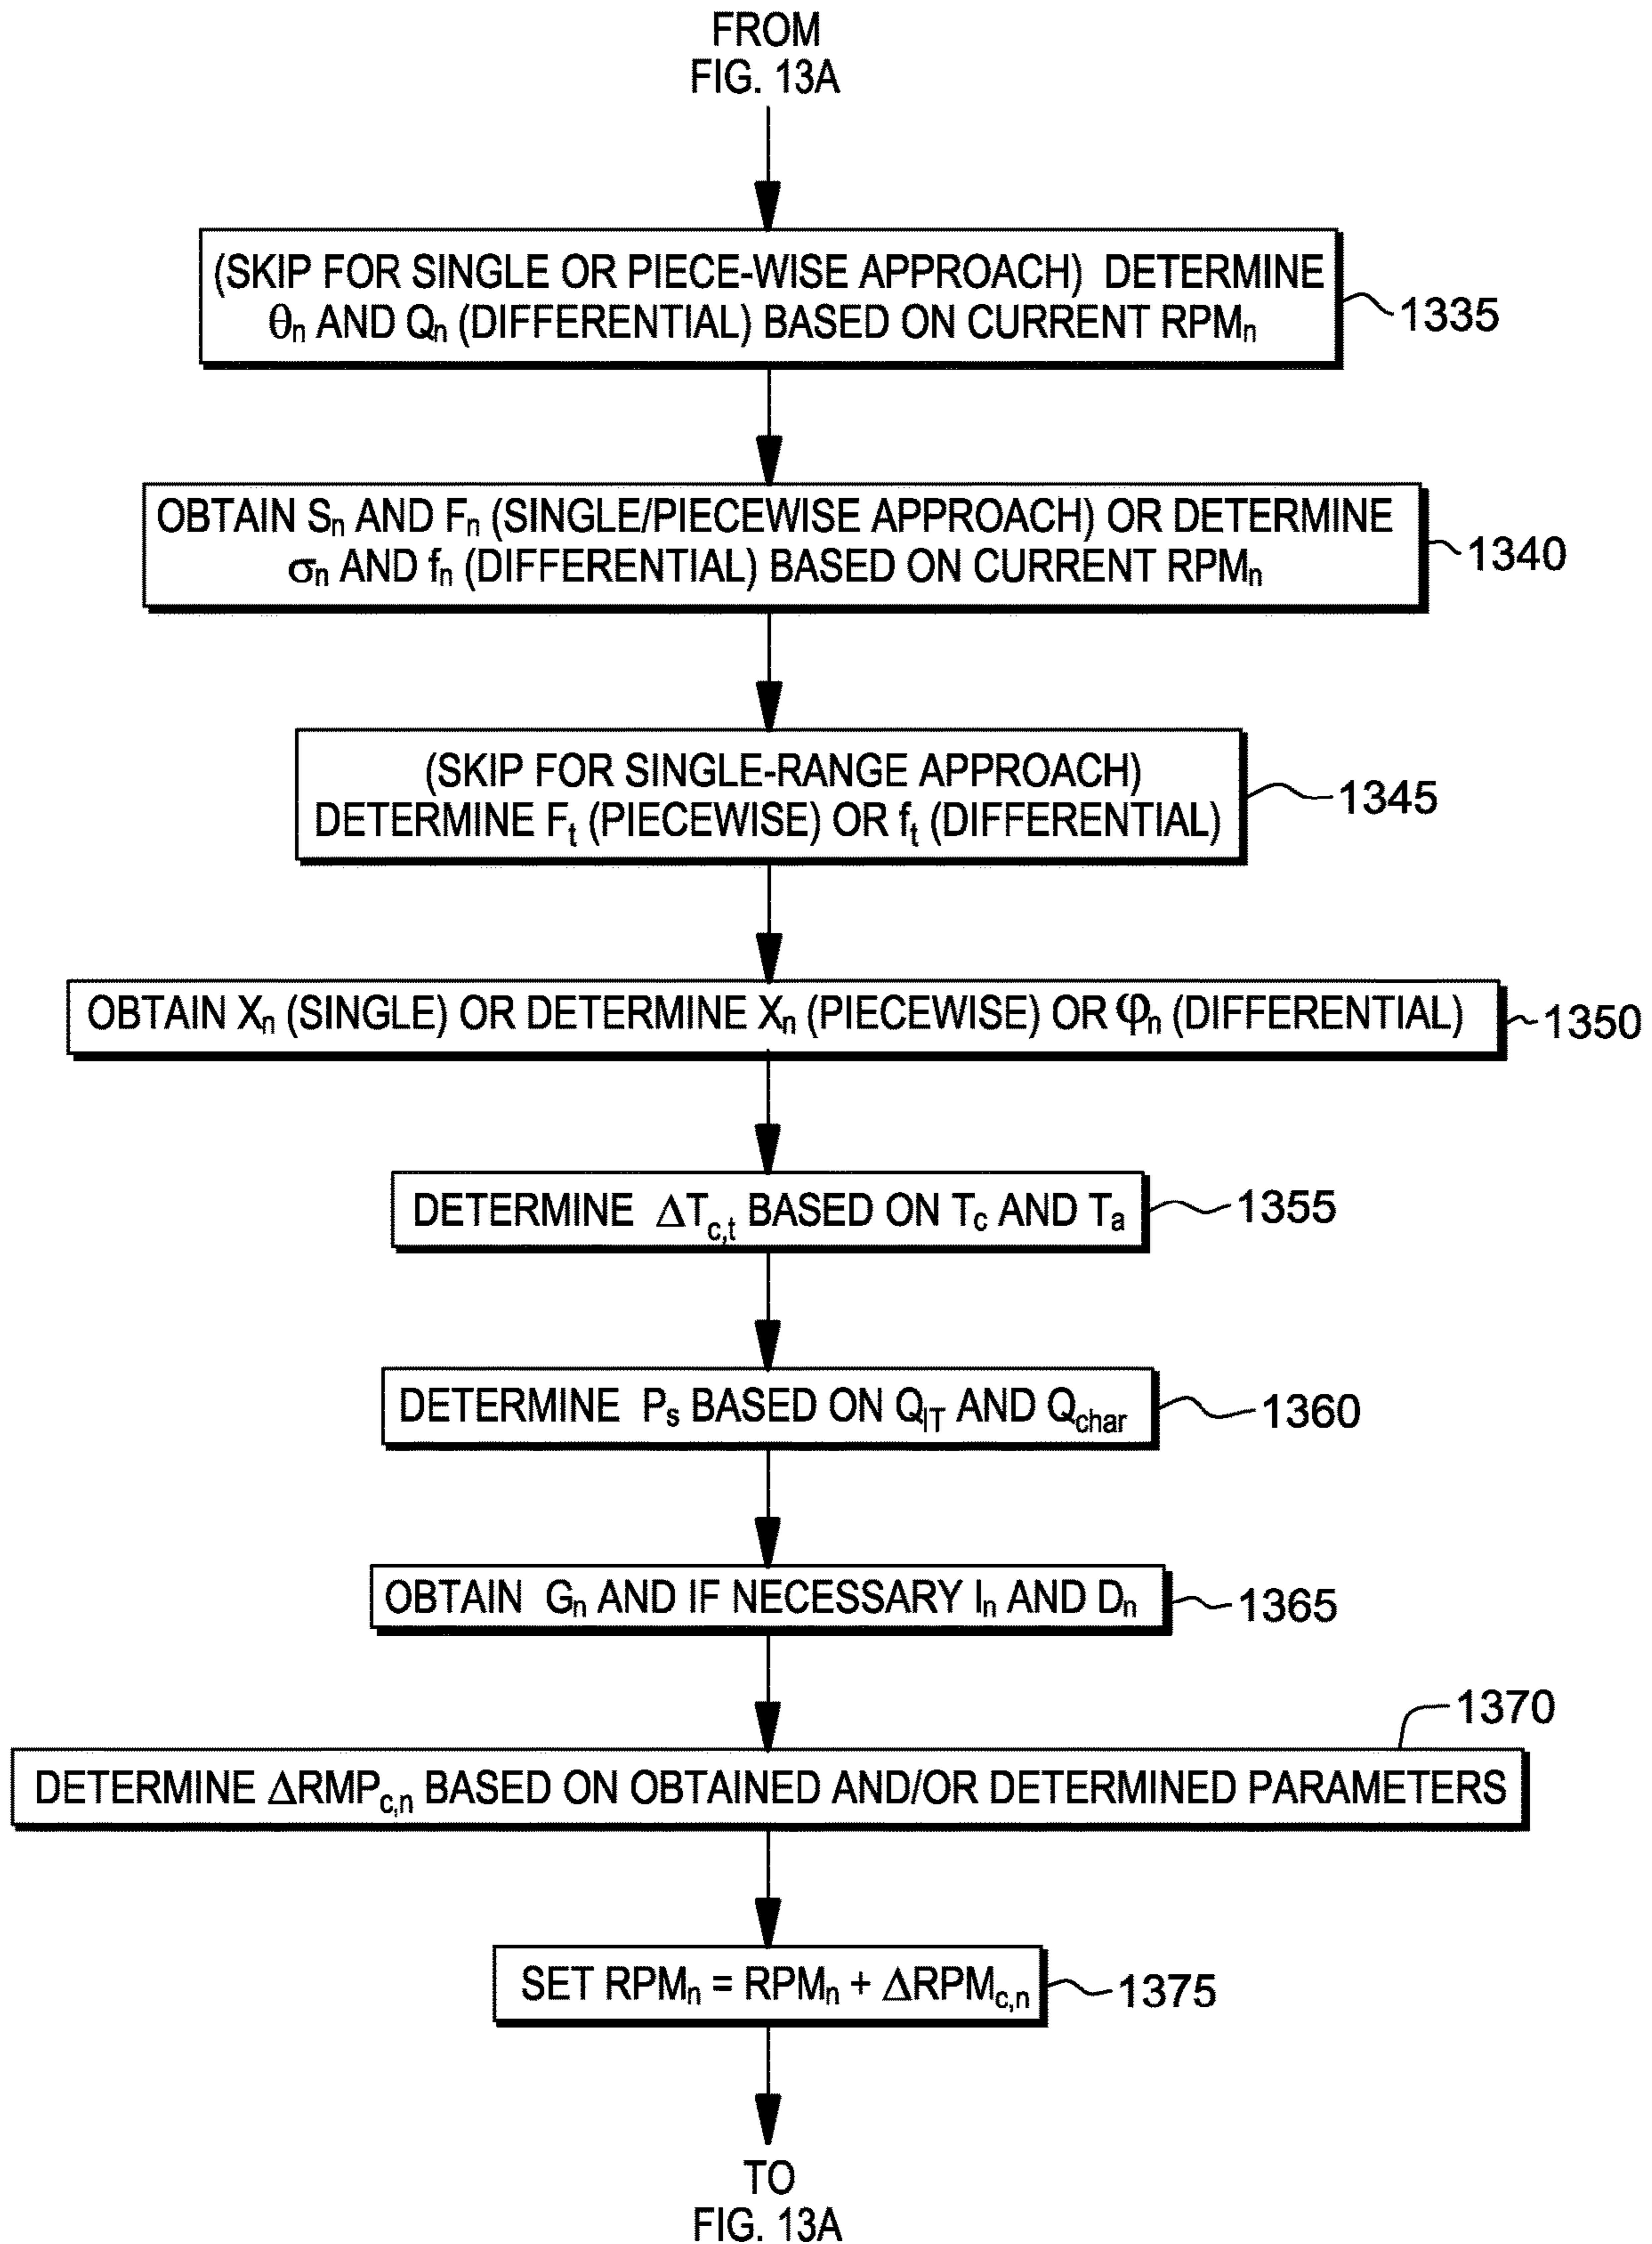 FROM
FIG. 13A
(SKIP FOR SINGLE OR PIECE-WISE APPROACH) DETERMINE
θn AND Qn (DIFFERENTIAL) BASED ON CURRENT RPMn
1335
OBTAIN Sn AND Fn (SINGLE/PIECEWISE APPROACH) OR DETERMINE
σn AND fn (DIFFERENTIAL) BASED ON CURRENT RPMn
1340
(SKIP FOR SINGLE-RANGE APPROACH)
DETERMINE Ft (PIECEWISE) OR ft (DIFFERENTIAL)
1345
OBTAIN Xn (SINGLE) OR DETERMINE Xn (PIECEWISE) OR φn (DIFFERENTIAL)
1350
DETERMINE ΔTc,t BASED ON Tc AND Ta
1355
DETERMINE Ps BASED ON QIT AND Qchar
1360
OBTAIN Gn AND IF NECESSARY In AND Dn
1365
1370
DETERMINE ΔRMPc,n BASED ON OBTAINED AND/OR DETERMINED PARAMETERS
SET RPMn = RPMn + ΔRPMc,n
1375
TO
FIG. 13A